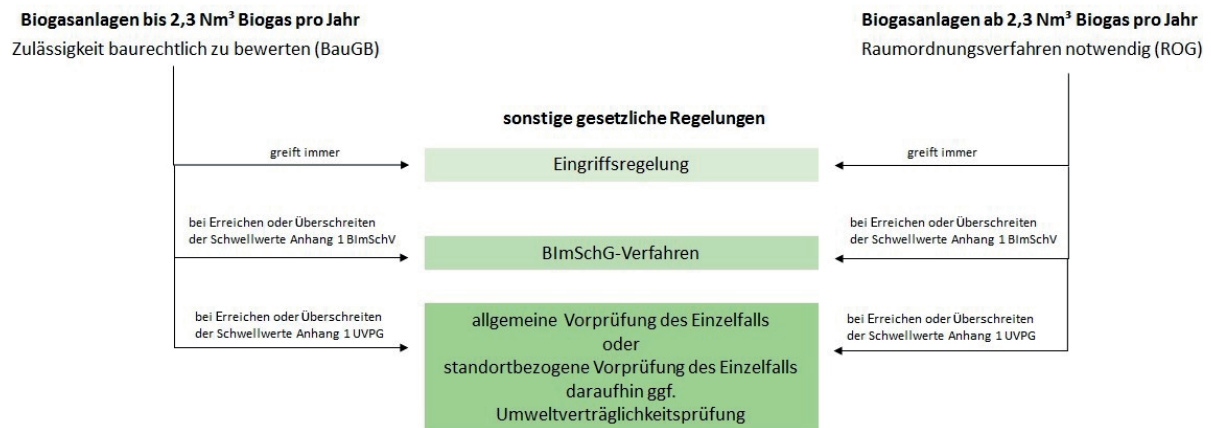 Biogasanlagen bis 2,3 Nm³ Biogas pro Jahr
Zulässigkeit baurechtlich zu bewerten (BauGB)
Biogasanlagen ab 2,3 Nm³ Biogas pro Jahr
Raumordnungsverfahren notwendig (ROG)
sonstige gesetzliche Regelungen
greift immer
Eingriffsregelung
greift immer
bei Erreichen oder Überschreiten
der Schwellwerte Anhang 1 BImSchV
BImSchG-Verfahren
bei Erreichen oder Überschreiten
der Schwellwerte Anhang 1 BImSchV
bei Erreichen oder Überschreiten
der Schwellwerte Anhang 1 UVPG
allgemeine Vorprüfung des Einzelfalls
oder
standortbezogene Vorprüfung des Einzelfalls
daraufhin ggf.
Umweltverträglichkeitsprüfung
bei Erreichen oder Überschreiten
der Schwellwerte Anhang 1 UVPG